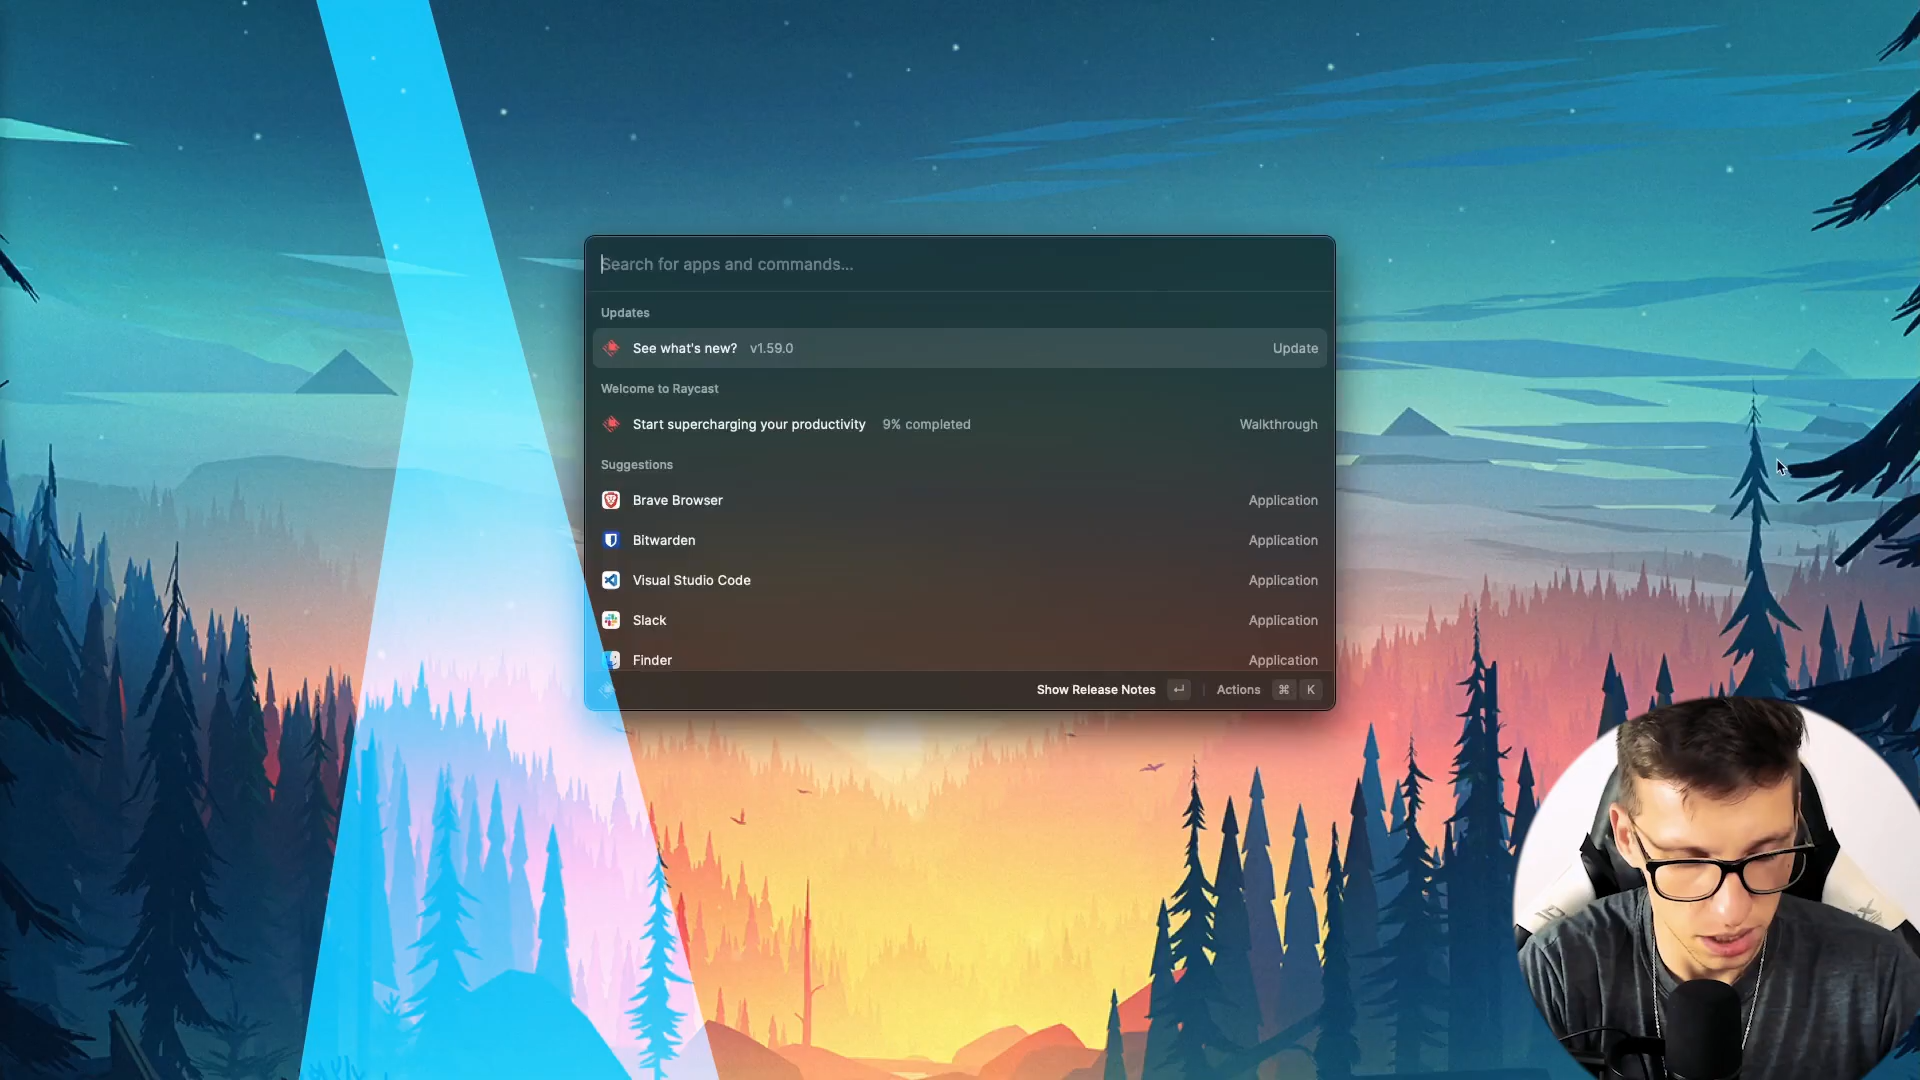 Search for apps and commands...
Updates
See what's new? v1.59.0 Update
Welcome to Raycast
Start supercharging your productivity 9% completed Walkthrough
Suggestions
Brave Browser Application
Bitwarden Application
Visual Studio Code Application
Slack Application
Finder Application
Show Release Notes ↵ Actions ⌘ K